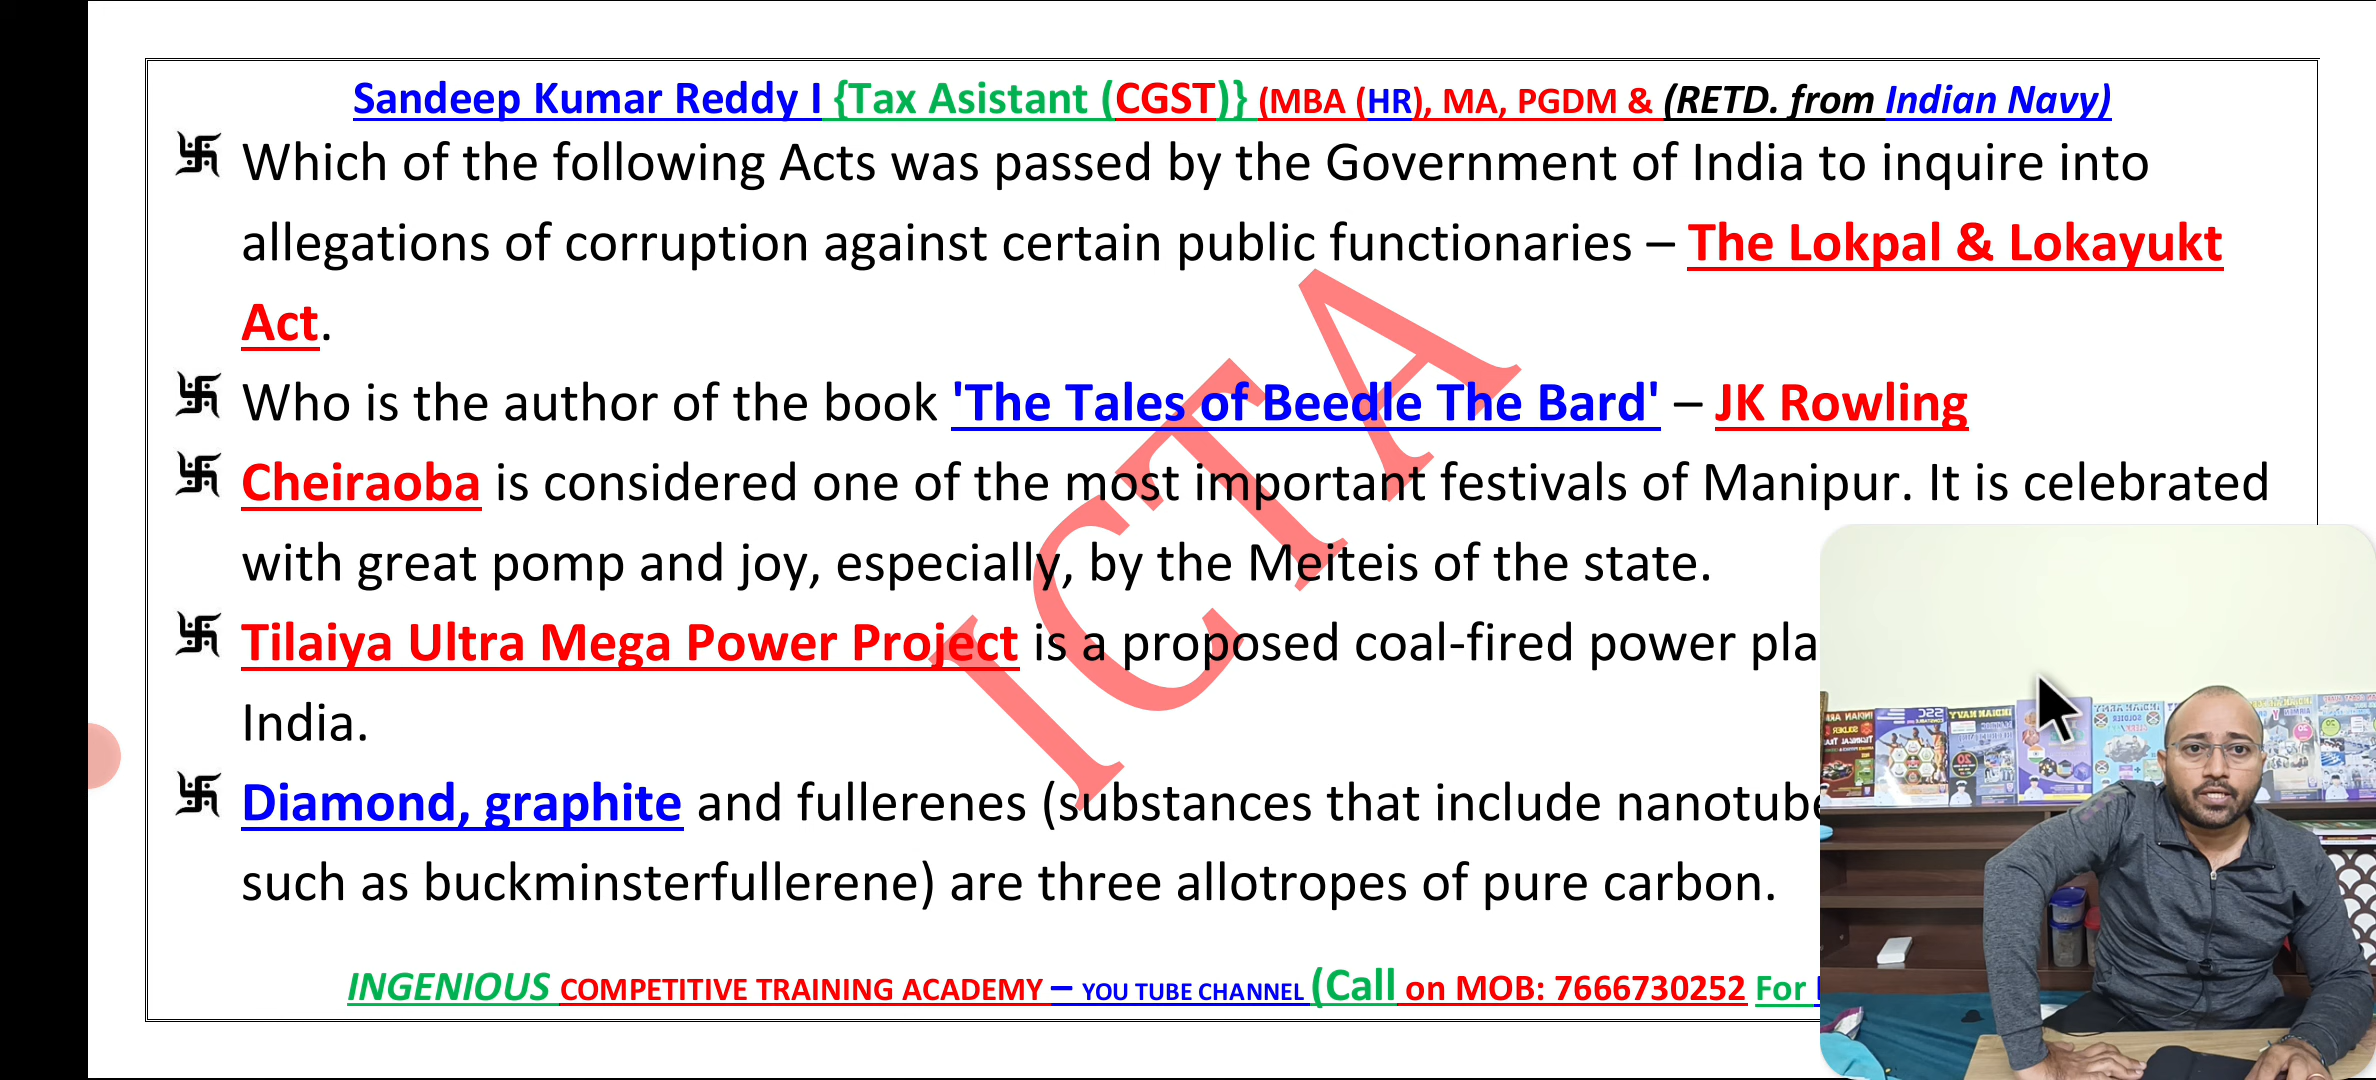 Sandeep Kumar Reddy I {Tax Asistant (CGST)} (MBA (HR), MA, PGDM & (RETD. from Indian Navy)
卐 Which of the following Acts was passed by the Government of India to inquire into
allegations of corruption against certain public functionaries – The Lokpal & Lokayukt
Act.
卐 Who is the author of the book 'The Tales of Beedle The Bard' – JK Rowling
卐 Cheiraoba is considered one of the most important festivals of Manipur. It is celebrated
with great pomp and joy, especially, by the Meiteis of the state.
卐 Tilaiya Ultra Mega Power Project is a proposed coal-fired power pla
India.
卐 Diamond, graphite and fullerenes (substances that include nanotube
such as buckminsterfullerene) are three allotropes of pure carbon.
ICTA
INGENIOUS COMPETITIVE TRAINING ACADEMY – YOU TUBE CHANNEL (Call on MOB: 7666730252 For